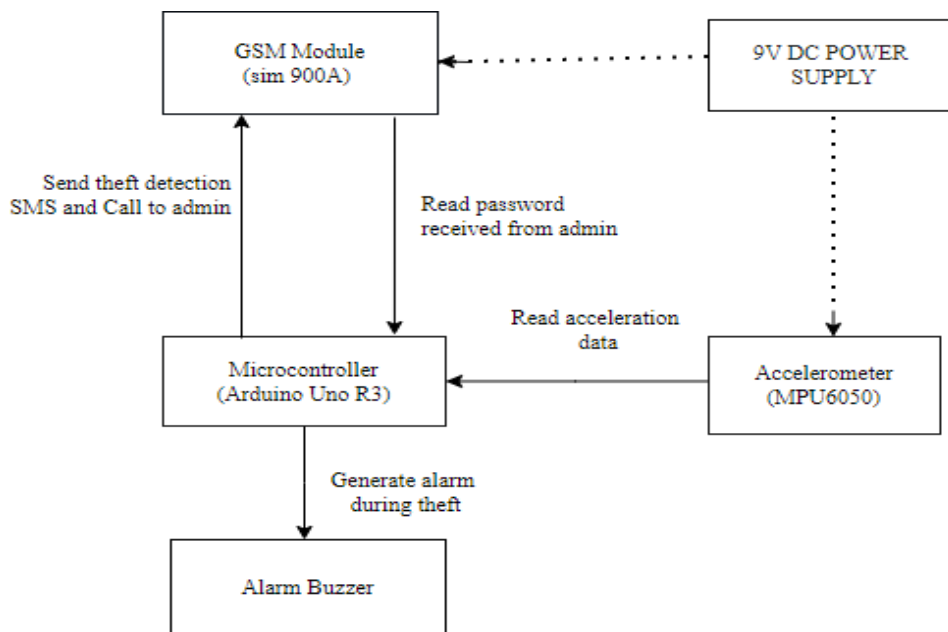 GSM Module
(sim 900A)
9V DC POWER
SUPPLY
Send theft detection
SMS and Call to admin
Read password
received from admin
Read acceleration
data
Microcontroller
(Arduino Uno R3)
Accelerometer
(MPU6050)
Generate alarm
during theft
Alarm Buzzer